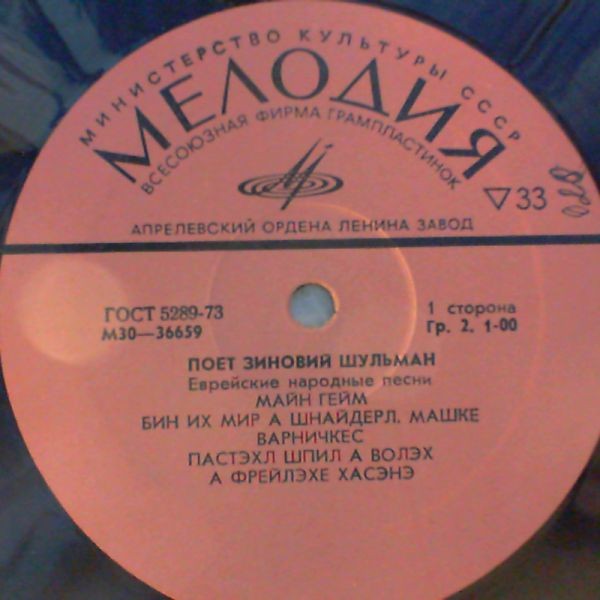 МИНИСТЕРСТВО КУЛЬТУРЫ СССР
МЕЛОДИЯ
ВСЕСОЮЗНАЯ ФИРМА ГРАМПЛАСТИНОК
▽33
АПРЕЛЕВСКИЙ ОРДЕНА ЛЕНИНА ЗАВОД
ГОСТ 5289-73
М30—36659
1 сторона
Гр. 2. 1-00
ПОЕТ ЗИНОВИЙ ШУЛЬМАН
Еврейские народные песни
МАЙН ГЕЙМ
БИН ИХ МИР А ШНАЙДЕРЛ. МАШКЕ
ВАРНИЧКЕС
ПАСТЭХЛ ШПИЛ А ВОЛЭХ
А ФРЕЙЛЭХЕ ХАСЭНЭ